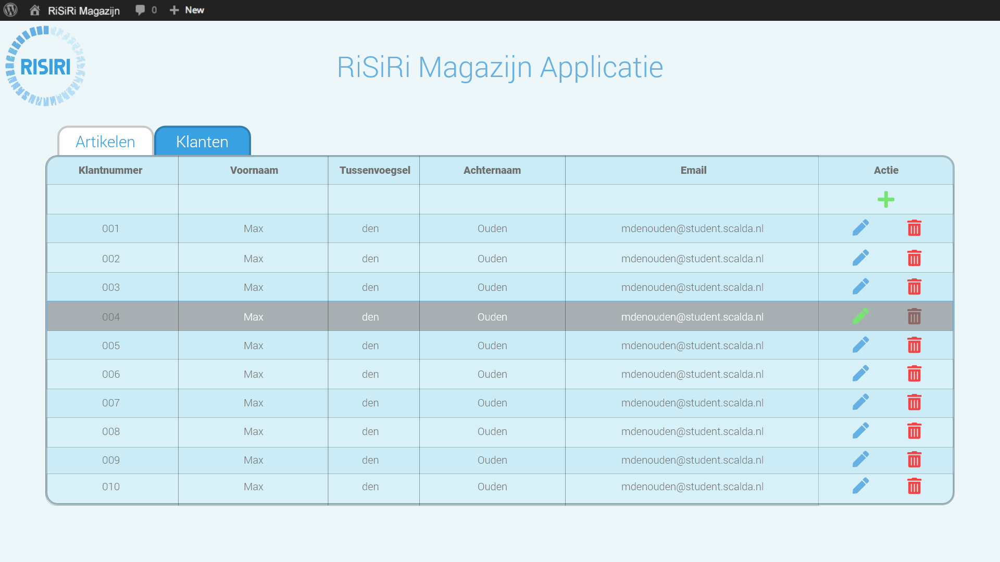 RiSiRi Magazijn 0 New
RISIRI
RiSiRi Magazijn Applicatie
Artikelen Klanten
Klantnummer Voornaam Tussenvoegsel Achternaam Email Actie
001 Max den Ouden mdenouden@student.scalda.nl
002 Max den Ouden mdenouden@student.scalda.nl
003 Max den Ouden mdenouden@student.scalda.nl
004 Max den Ouden mdenouden@student.scalda.nl
005 Max den Ouden mdenouden@student.scalda.nl
006 Max den Ouden mdenouden@student.scalda.nl
007 Max den Ouden mdenouden@student.scalda.nl
008 Max den Ouden mdenouden@student.scalda.nl
009 Max den Ouden mdenouden@student.scalda.nl
010 Max den Ouden mdenouden@student.scalda.nl